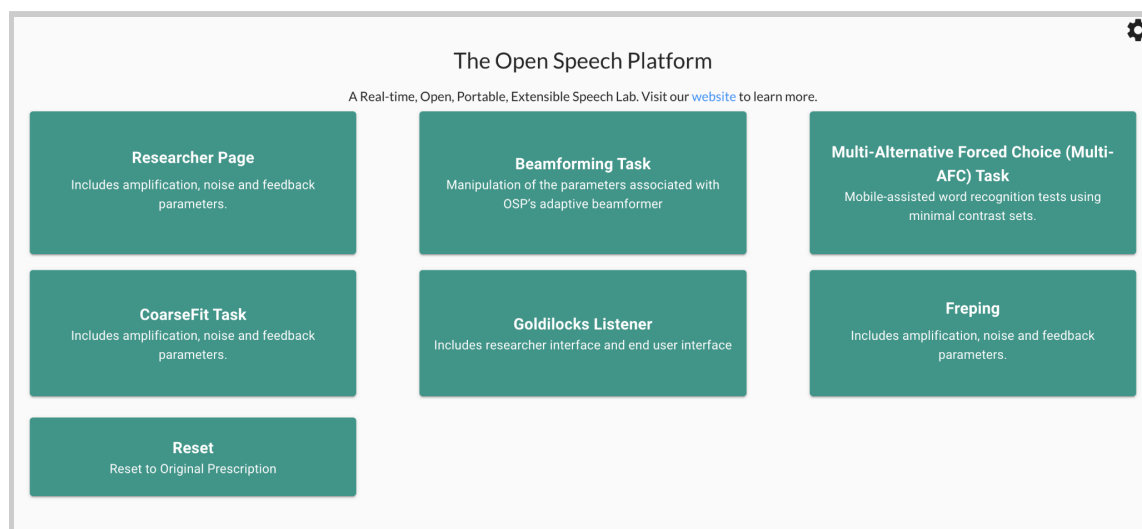 The Open Speech Platform
A Real-time, Open, Portable, Extensible Speech Lab. Visit our website to learn more.
Researcher Page
Includes amplification, noise and feedback
parameters.
Beamforming Task
Manipulation of the parameters associated with
OSP's adaptive beamformer
Multi-Alternative Forced Choice (Multi-
AFC) Task
Mobile-assisted word recognition tests using
minimal contrast sets.
CoarseFit Task
Includes amplification, noise and feedback
parameters.
Goldilocks Listener
Includes researcher interface and end user interface
Freping
Includes amplification, noise and feedback
parameters.
Reset
Reset to Original Prescription